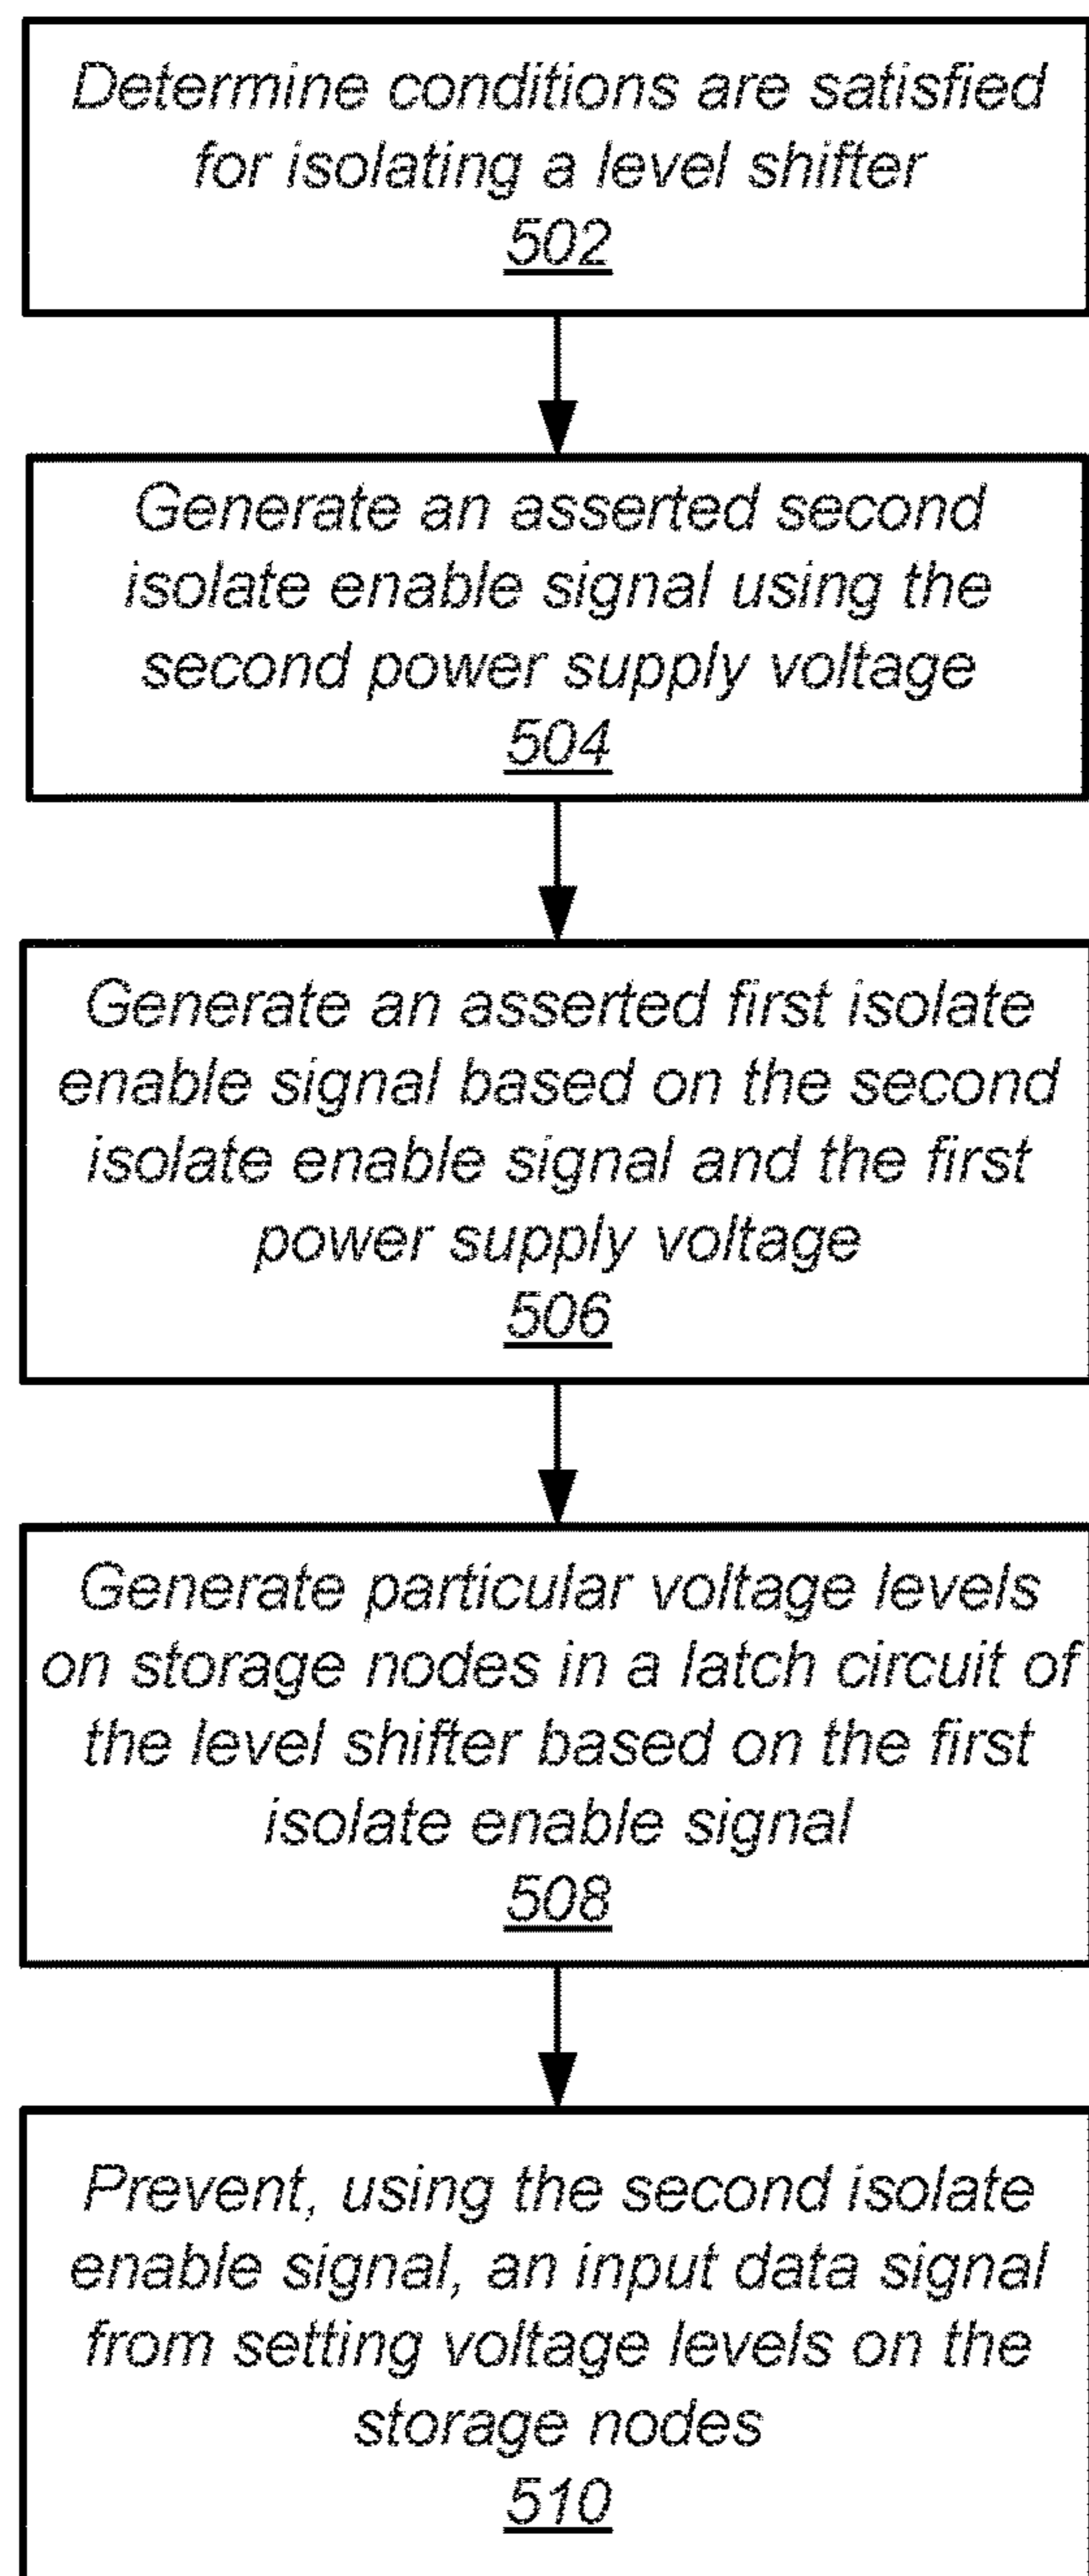 Determine conditions are satisfied
for isolating a level shifter
502
Generate an asserted second
isolate enable signal using the
second power supply voltage
504
Generate an asserted first isolate
enable signal based on the second
isolate enable signal and the first
power supply voltage
506
Generate particular voltage levels
on storage nodes in a latch circuit of
the level shifter based on the first
isolate enable signal
508
Prevent, using the second isolate
enable signal, an input data signal
from setting voltage levels on the
storage nodes
510